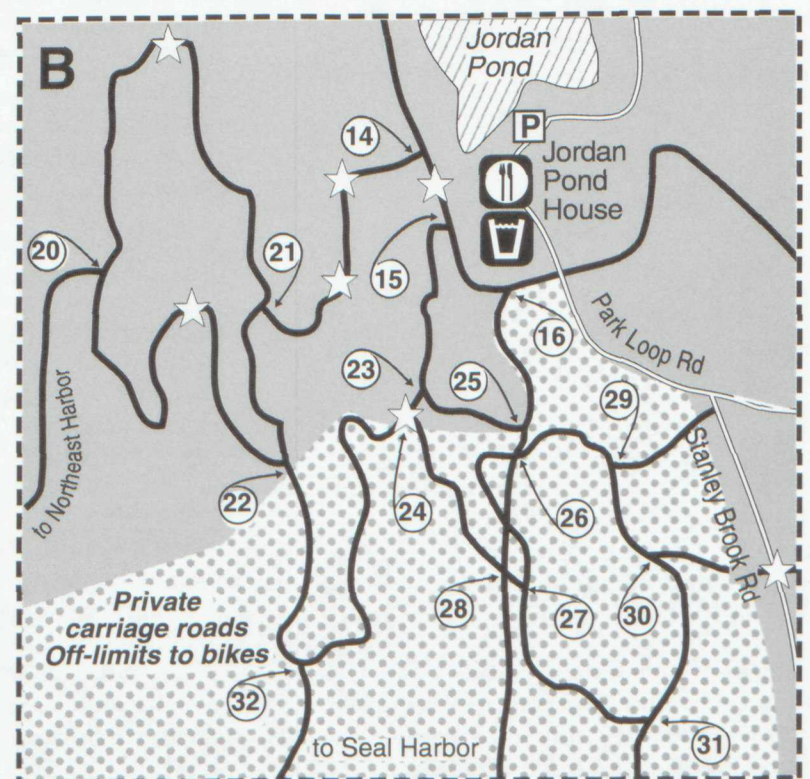 B
Jordan
Pond
P
14
Jordan
Pond
House
20
21
15
Park Loop Rd
16
23
25
29
to Northeast Harbor
Stanley Brook Rd
22
24
26
Private
carriage roads
Off-limits to bikes
28
27
30
32
to Seal Harbor
31